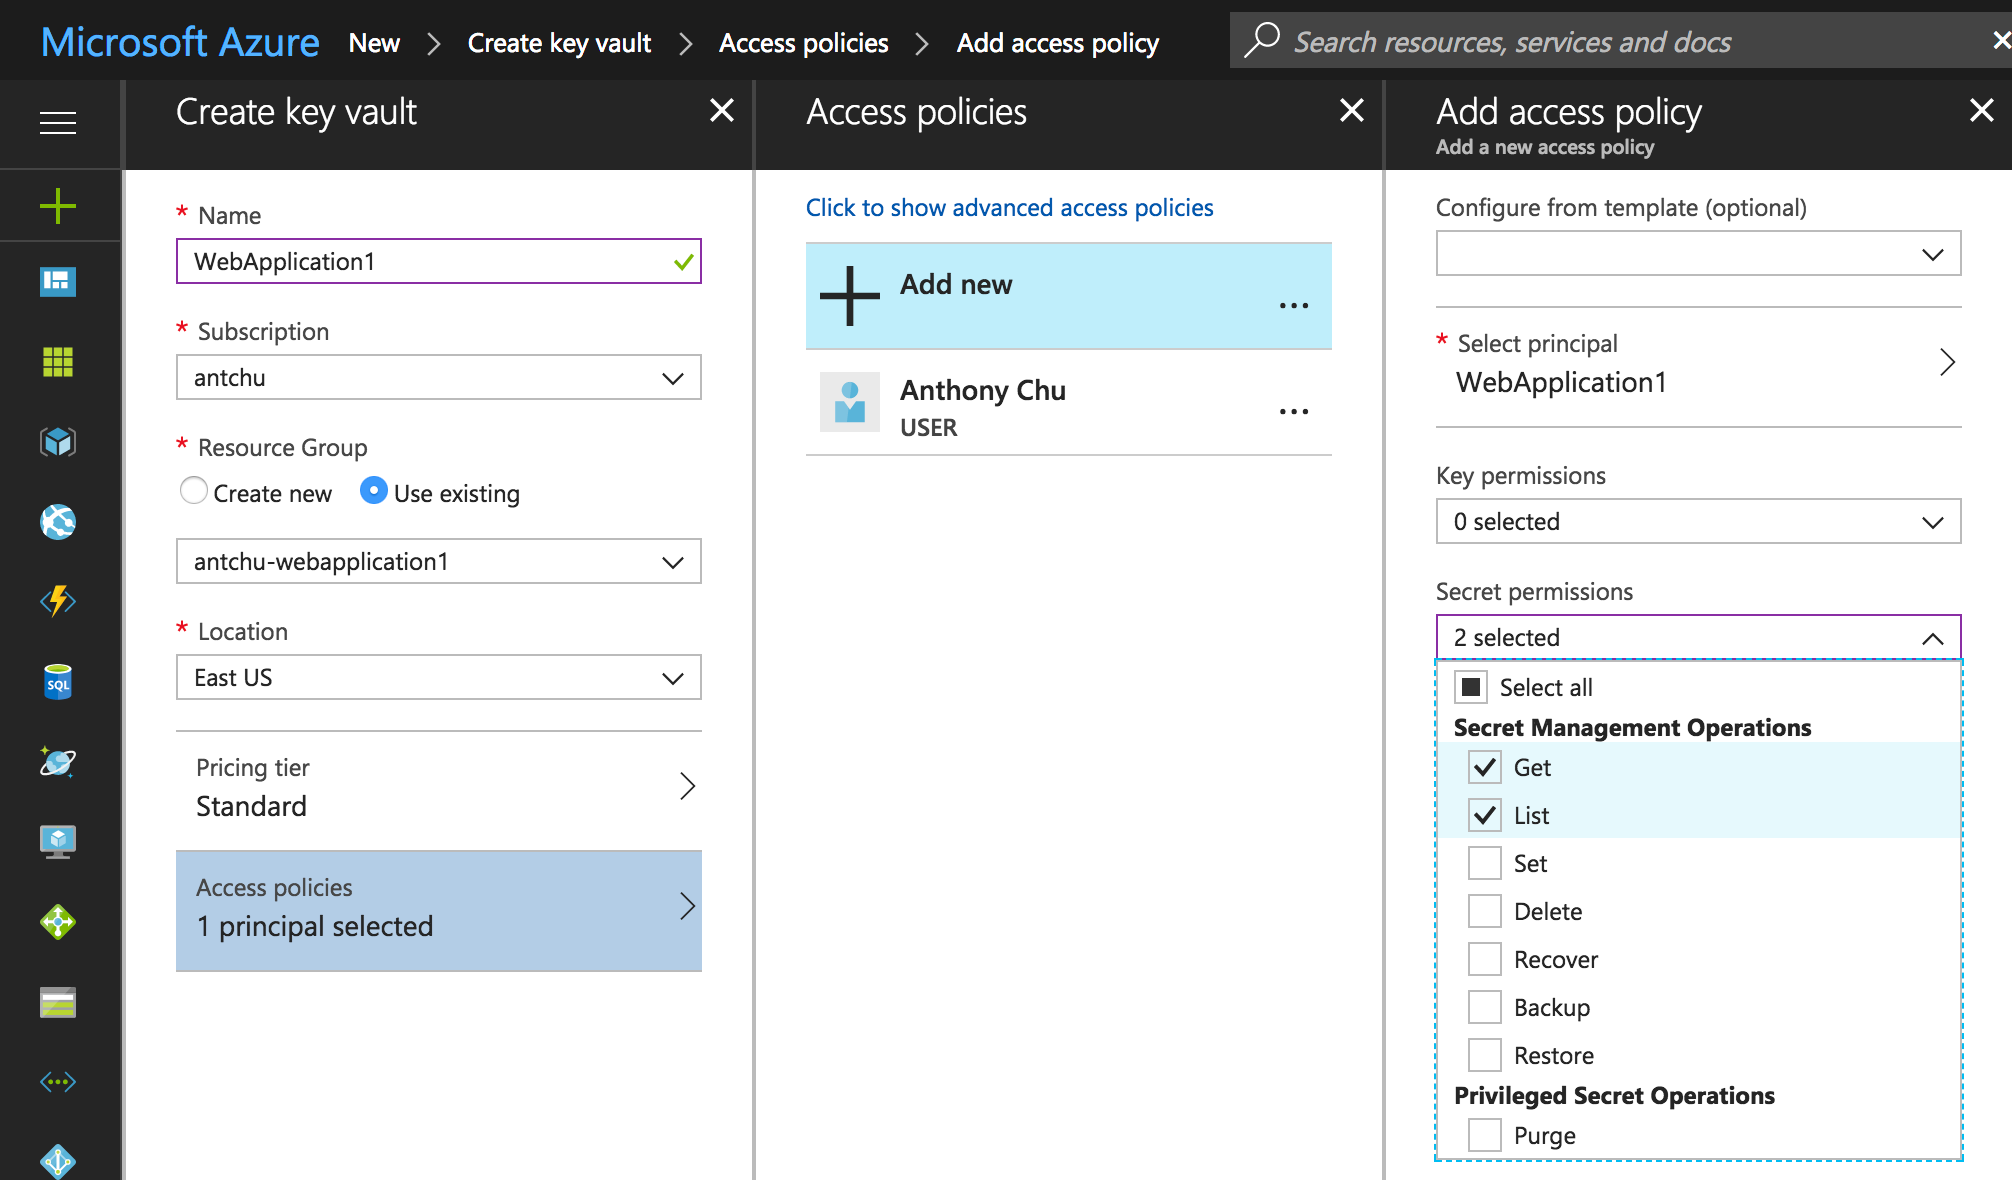 Microsoft Azure New Create key vault Access policies Add access policy Search resources, services and docs
Create key vault
* Name
WebApplication1
* Subscription
antchu
* Resource Group
Create new Use existing
antchu-webapplication1
* Location
East US
Pricing tier
Standard
Access policies
1 principal selected
SQL
Access policies
Click to show advanced access policies
Add new
...
Anthony Chu
USER
...
Add access policy
Add a new access policy
Configure from template (optional)
* Select principal
WebApplication1
Key permissions
0 selected
Secret permissions
2 selected
Select all
Secret Management Operations
Get
List
Set
Delete
Recover
Backup
Restore
Privileged Secret Operations
Purge